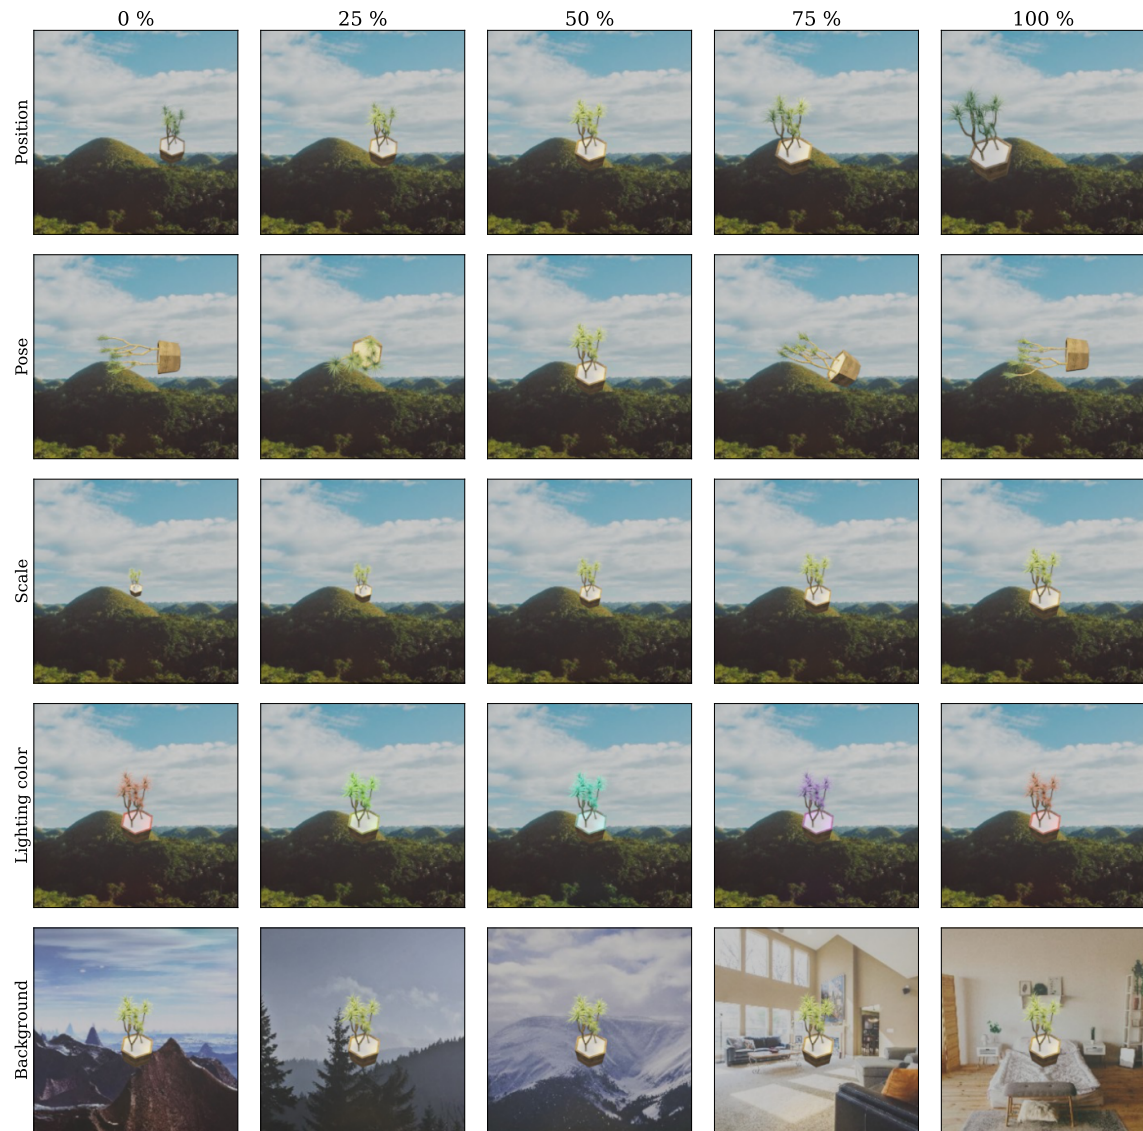 0 % 25 % 50 % 75 % 100 %
Position
Pose
Scale
Lighting color
Background